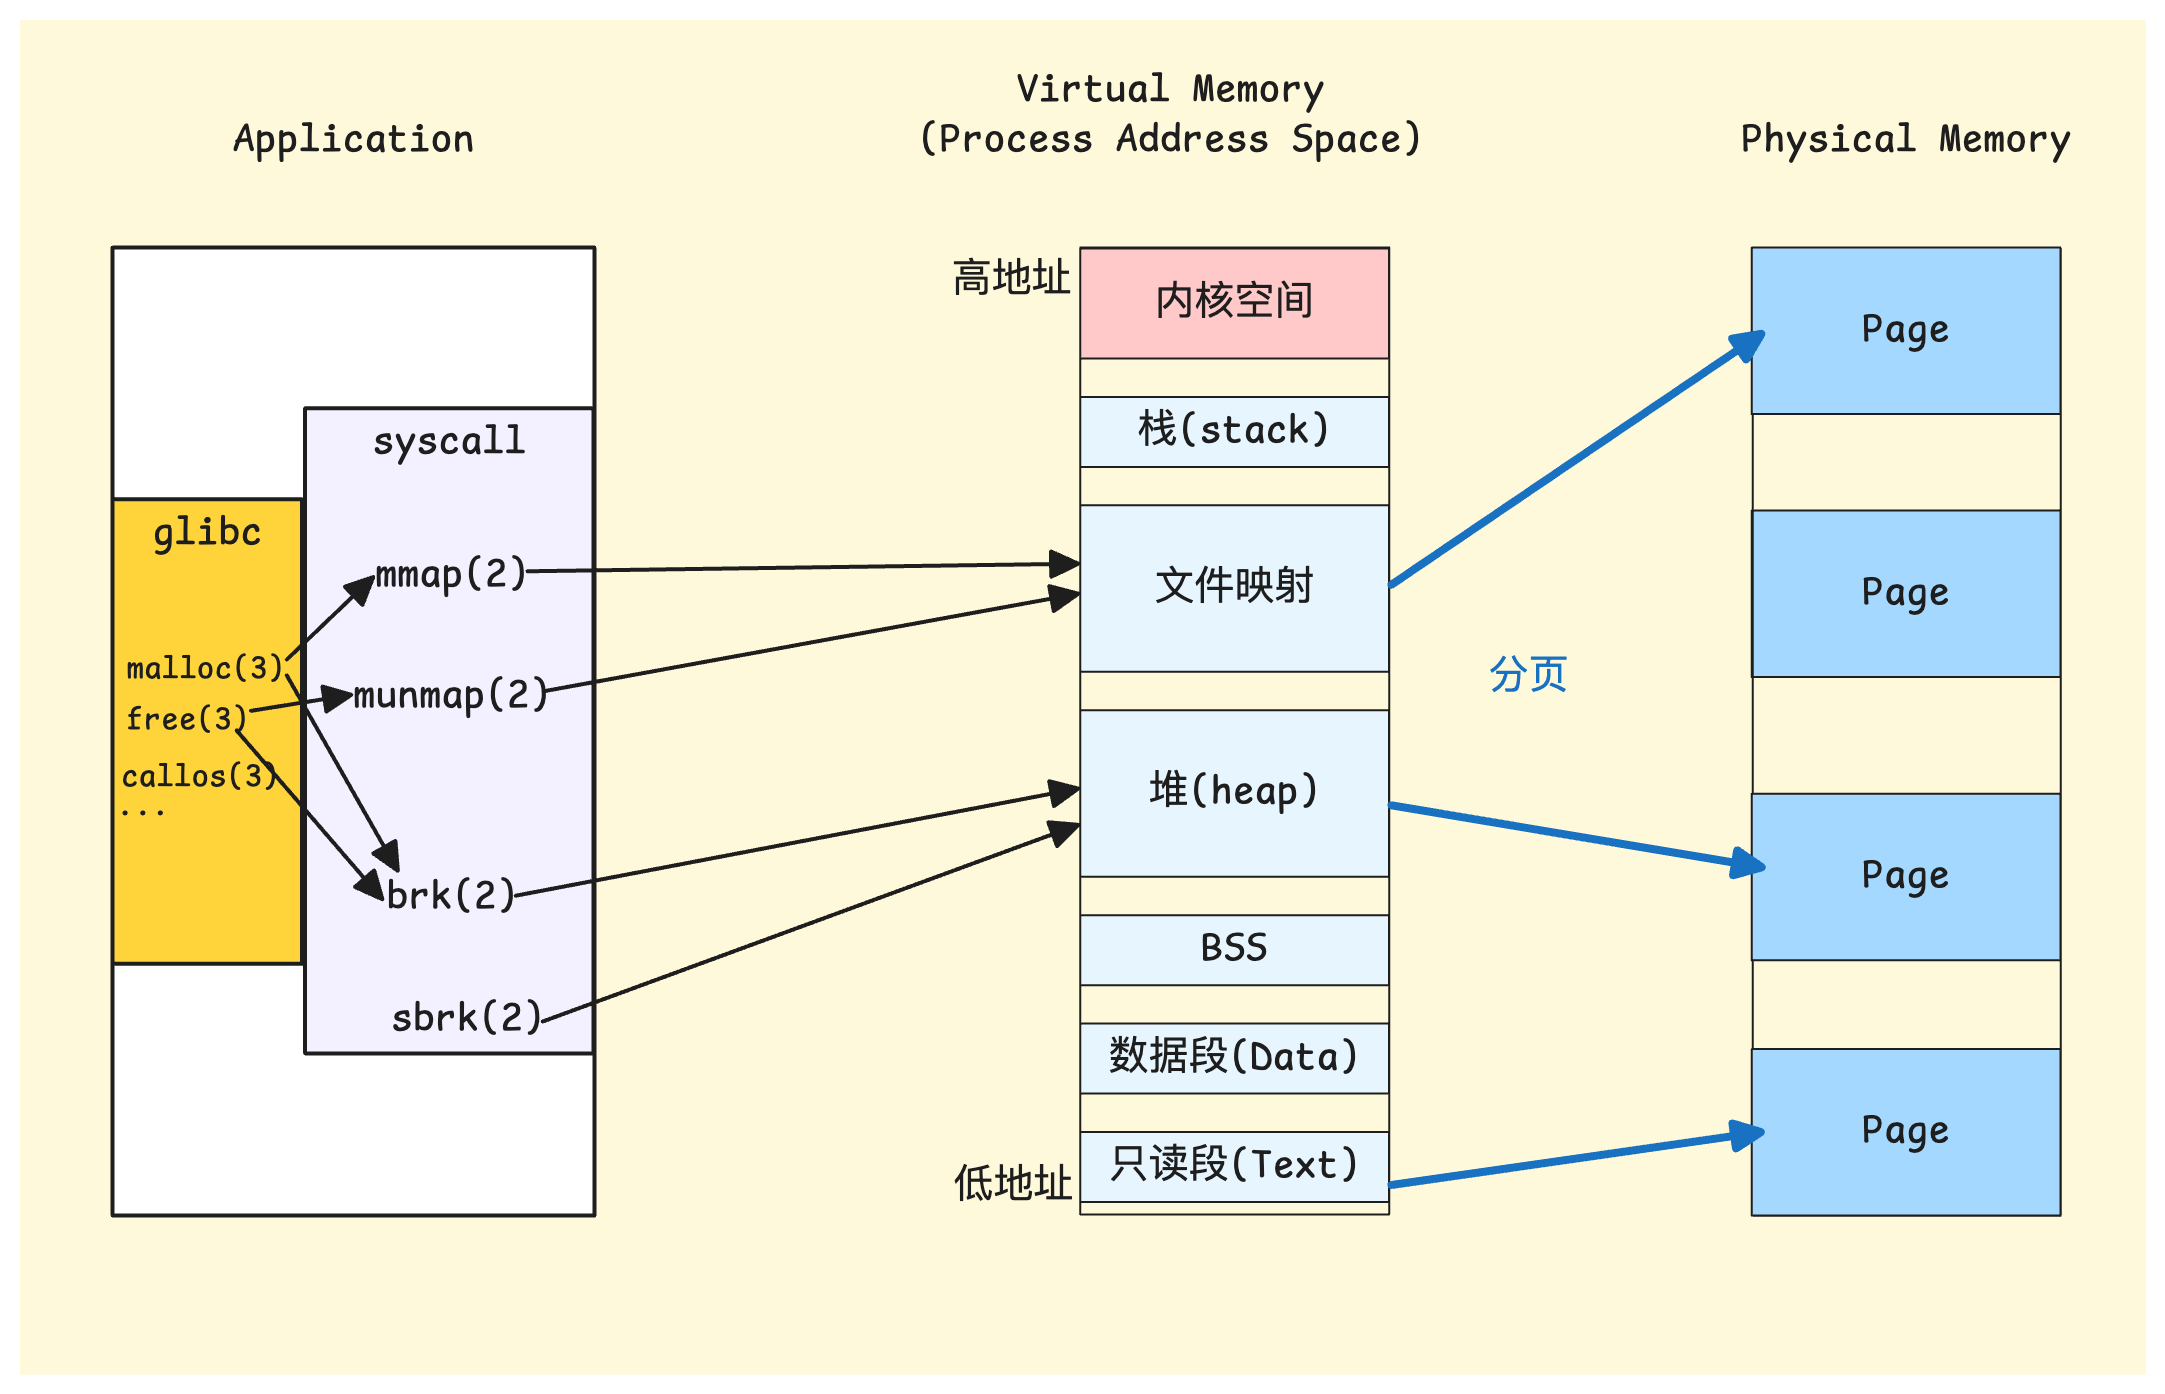 Application
Virtual Memory
(Process Address Space)
Physical Memory
syscall
glibc
mmap(2)
malloc(3)
munmap(2)
free(3)
callos(3)
...
brk(2)
sbrk(2)
高地址
内核空间
栈(stack)
文件映射
堆(heap)
BSS
数据段(Data)
只读段(Text)
低地址
分页
Page
Page
Page
Page